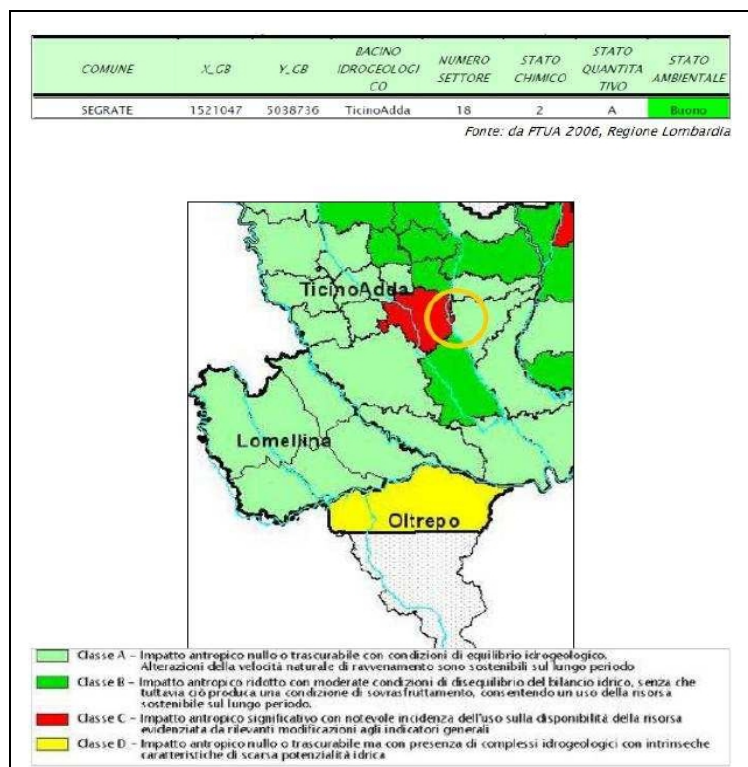 COMUNE X_GB Y_GB BACINO IDROGEOLOGICO NUMERO SETTORE STATO CHIMICO STATO QUANTITATIVO STATO AMBIENTALE
SEGRATE 1521047 5038736 TicinoAdda 18 2 A Buono
Fonte: da PTUA 2006, Regione Lombardia
TicinoAdda
Lomellina
Oltrepo
Classe A - Impatto antropico nullo o trascurabile con condizioni di equilibrio idrogeologico.
Alterazioni della velocità naturale di ravvenamento sono sostenibili sul lungo periodo
Classe B - Impatto antropico ridotto con moderate condizioni di disequilibrio del bilancio idrico, senza che
tuttavia ciò produca una condizione di sovrasfruttamento, consentendo un uso della risorsa
sostenibile sul lungo periodo.
Classe C - Impatto antropico significativo con notevole incidenza dell'uso sulla disponibilità della risorsa
evidenziata da rilevanti modificazioni agli indicatori generali
Classe D - Impatto antropico nullo o trascurabile ma con presenza di complessi idrogeologici con intrinseche
caratteristiche di scarsa potenzialità idrica